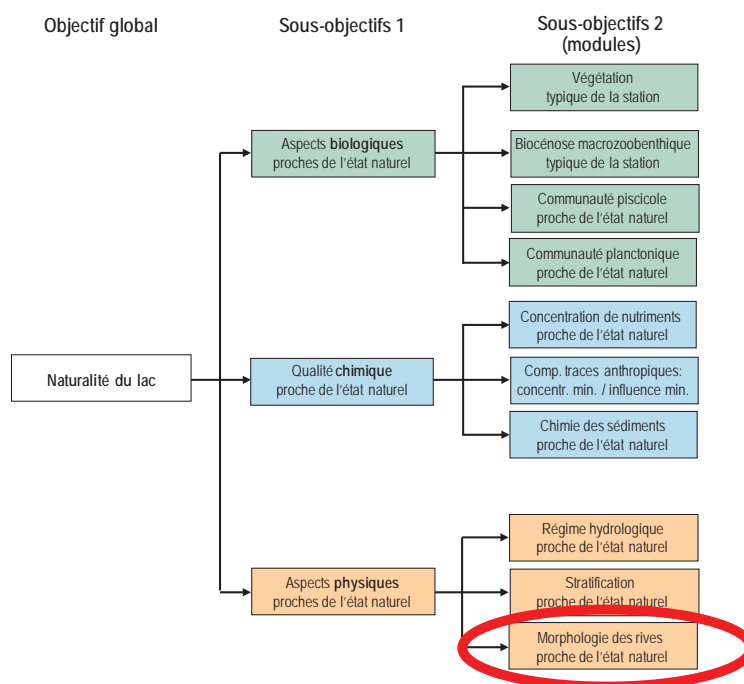 Objectif global
Sous-objectifs 1
Sous-objectifs 2
(modules)
Végétation
typique de la station
Aspects biologiques
proches de l'état naturel
Biocénose macrozoobenthique
typique de la station
Communauté piscicole
proche de l'état naturel
Communauté planctonique
proche de l'état naturel
Concentration de nutriments
proche de l'état naturel
Naturalité du lac
Qualité chimique
proche de l'état naturel
Comp. traces anthropiques:
concentr. min. / influence min.
Chimie des sédiments
proche de l'état naturel
Régime hydrologique
proche de l'état naturel
Aspects physiques
proches de l'état naturel
Stratification
proche de l'état naturel
Morphologie des rives
proche de l'état naturel